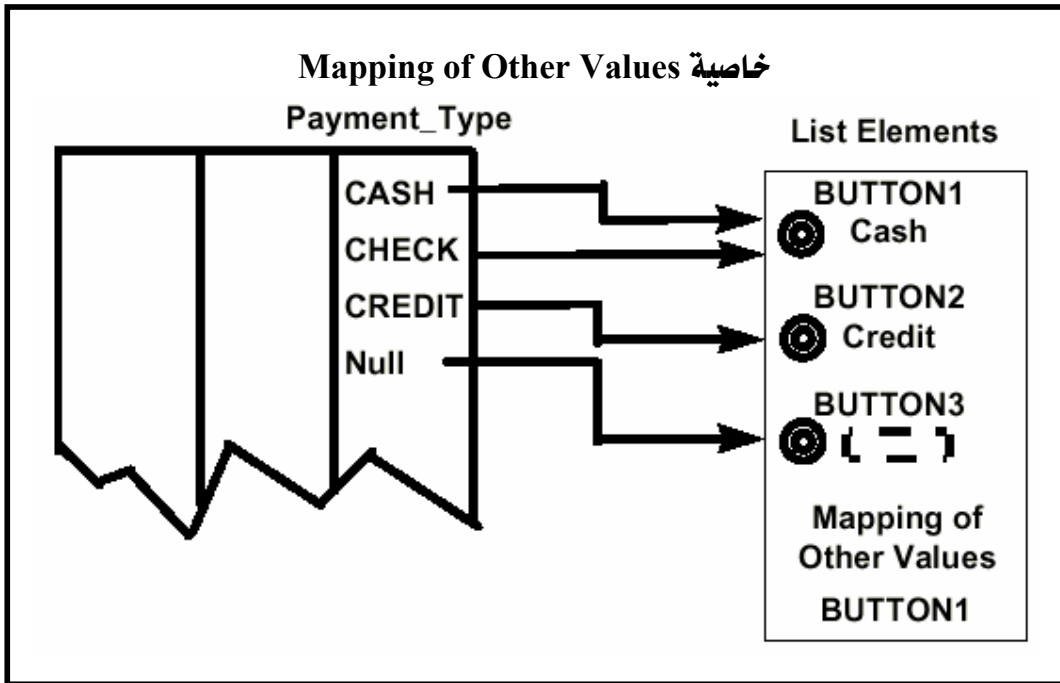 خاصية Mapping of Other Values
Payment_Type
CASH
CHECK
CREDIT
Null
List Elements
BUTTON1
Cash
BUTTON2
Credit
BUTTON3
Mapping of
Other Values
BUTTON1